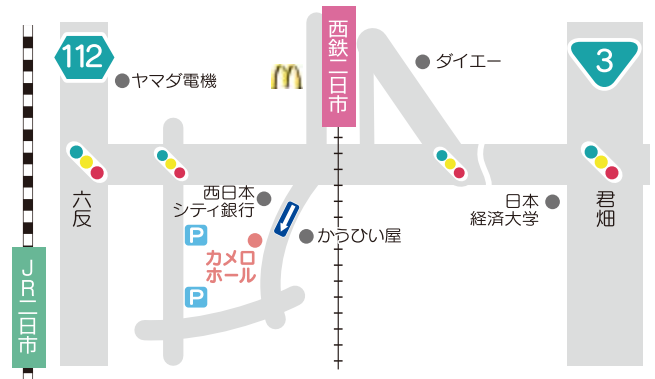 112
ヤマダ電機
西鉄二日市
ダイエー
3
六反
西日本
シティ銀行
日本
経済大学
君畑
P
かつひい屋
カメロ
ホール
P
JR二日市